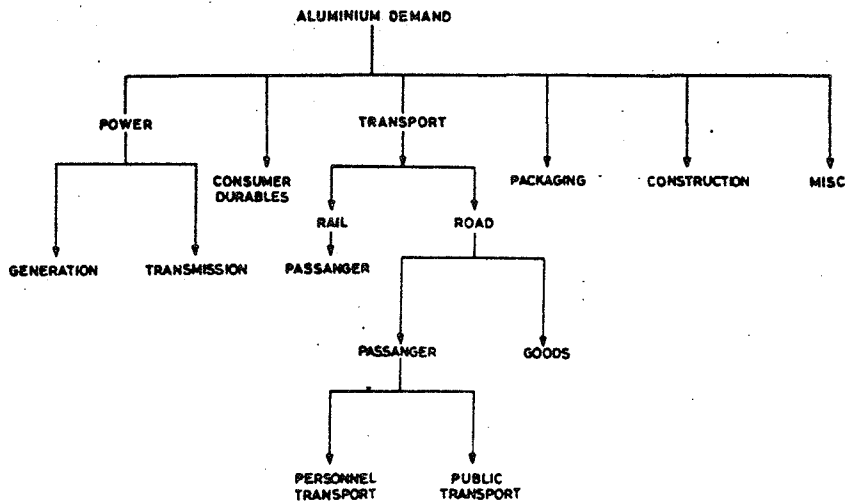 ALUMINIUM DEMAND
POWER
TRANSPORT
CONSUMER
DURABLES
PACKAGING
CONSTRUCTION
MISC
RAIL
ROAD
GENERATION
TRANSMISSION
PASSANGER
PASSANGER
GOODS
PERSONNEL
TRANSPORT
PUBLIC
TRANSPORT